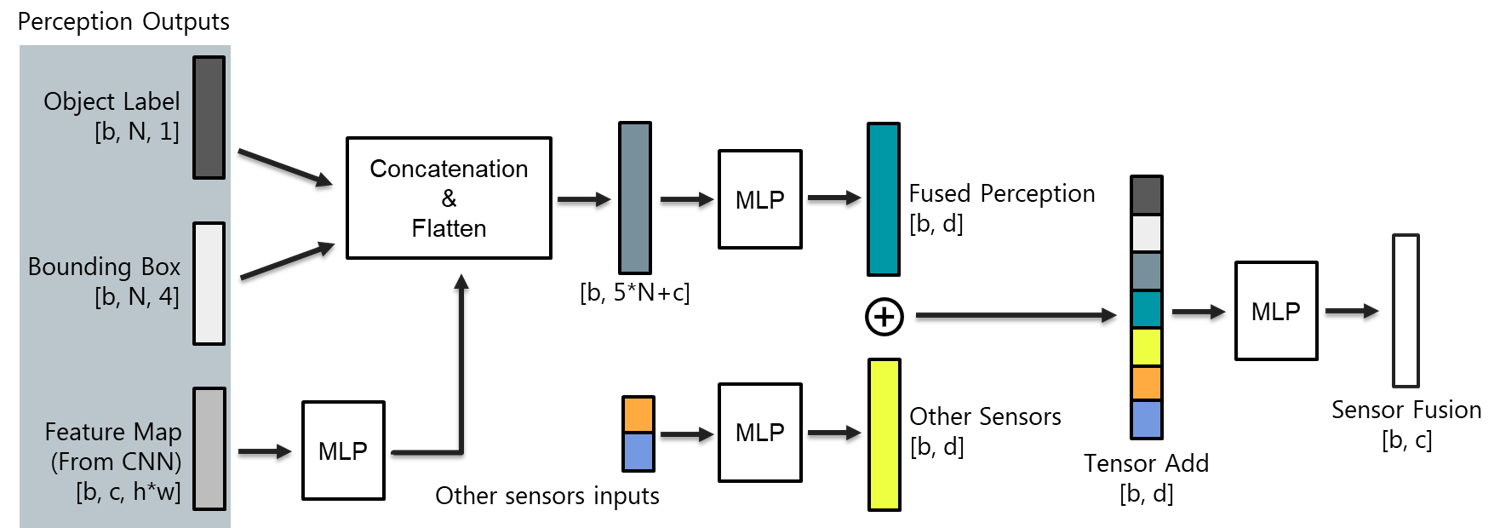 Perception Outputs
Object Label
[b, N, 1]
Bounding Box
[b, N, 4]
Feature Map
(From CNN)
[b, c, h*w]
MLP
Concatenation
&
Flatten
[b, 5*N+c]
MLP
Fused Perception
[b, d]
Other sensors inputs
MLP
Other Sensors
[b, d]
Tensor Add
[b, d]
MLP
Sensor Fusion
[b, c]